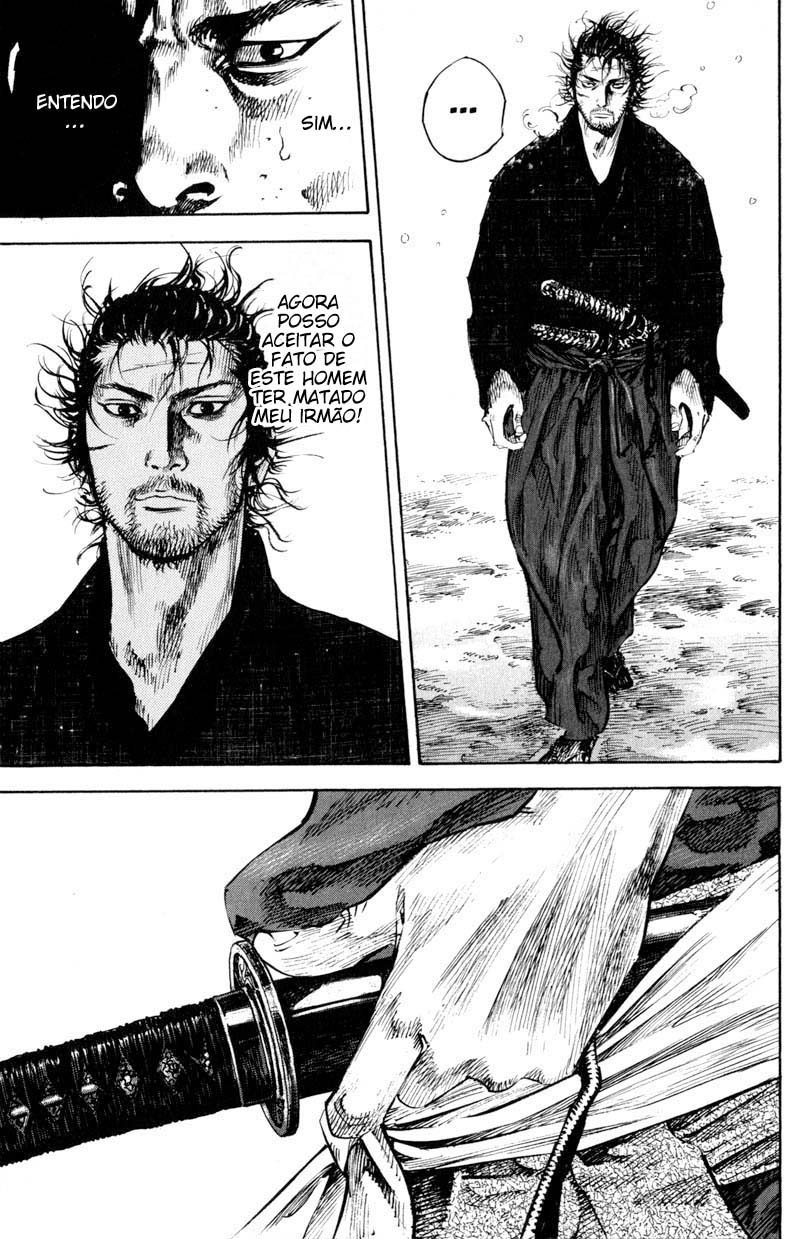 ...
SIM...
ENTENDO
...
AGORA
POSSO
ACEITAR O
FATO DE
ESTE HOMEM
TER MATADO
MEU IRMÃO!